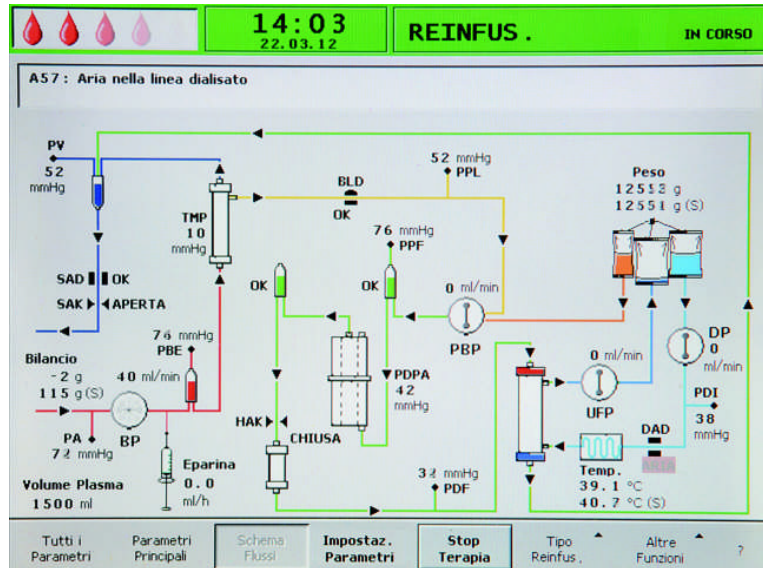 14:03
22.03.12
REINFUS.
IN CORSO
A57: Aria nella linea dialisato
PV
52
mmHg
TMP
10
mmHg
BLD
OK
52 mmHg
PPL
Peso
12553 g
12551 g (S)
76 mmHg
PPF
OK
OK
SAD OK
SAK APERTA
0 ml/min
PBP
DP
0
ml/min
76 mmHg
PBE
Bilancio
-2 g
115 g (S)
40 ml/min
BP
PA
72 mmHg
PDPA
42
mmHg
0 ml/min
UFP
PDI
38
mmHg
HAK
CHIUSA
DAD
ARIA
Eparina
0.0
ml/h
Volume Plasma
1500 ml
32 mmHg
PDF
Temp.
39.1 °C
40.7 °C (S)
Tutti i
Parametri
Parametri
Principali
Schema
Flussi
Impostaz.
Parametri
Stop
Terapia
Tipo
Reinfus.
Altre
Funzioni
?